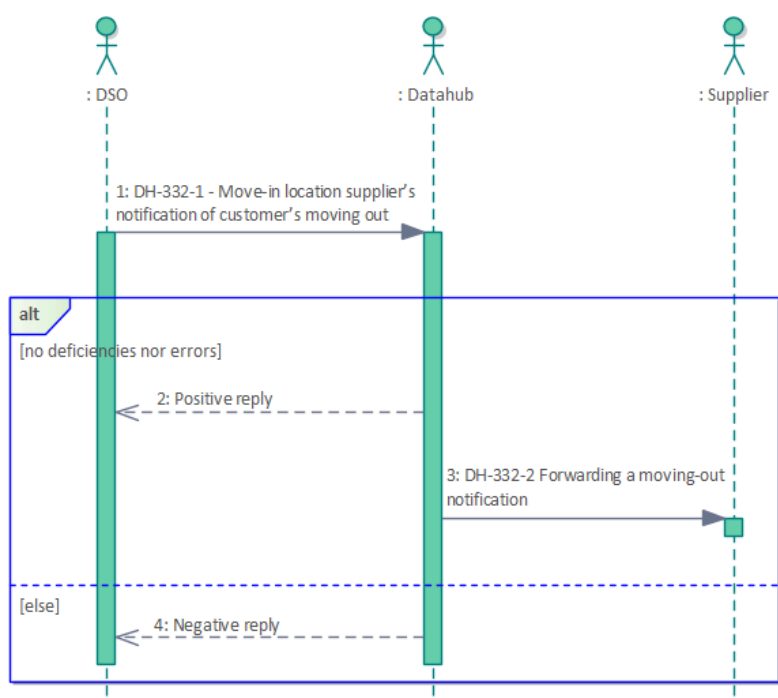 : DSO
: Datahub
: Supplier
1: DH-332-1 - Move-in location supplier's
notification of customer's moving out
alt
[no deficiencies nor errors]
2: Positive reply
3: DH-332-2 Forwarding a moving-out
notification
[else]
4: Negative reply